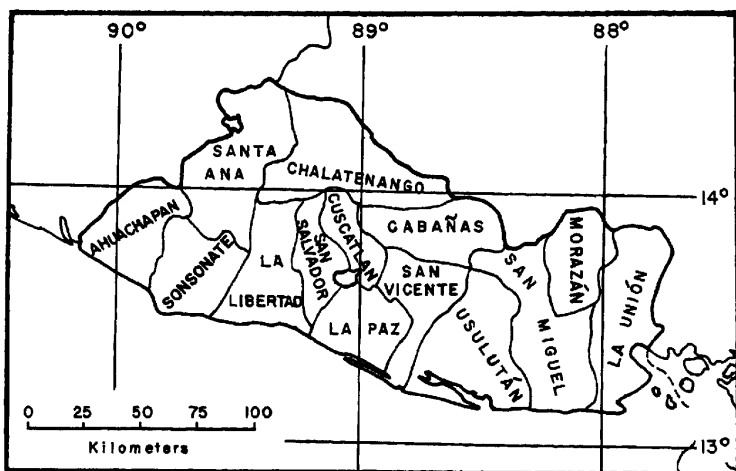 90° 89° 88°
SANTA
ANA
CHALATENANGO
14°
AHUACHAPAN
CUSCATLAN
CABAÑAS
SONSONATE
SAN
SALVADOR
MORAZÁN
LA
LIBERTAD
SAN
VICENTE
SAN
MIGUEL
LA UNIÓN
LA PAZ
USULUTÁN
0 25 50 75 100
Kilometers
13°